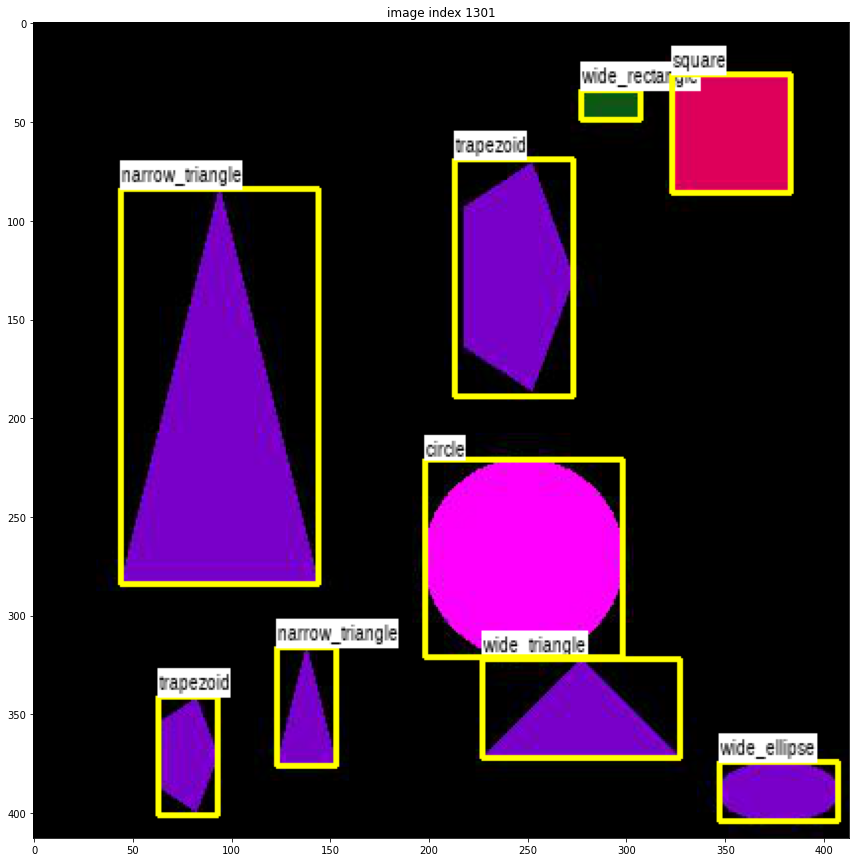 image index 1301
square
wide_rectangle
trapezoid
narrow_triangle
circle
narrow_triangle
wide_triangle
trapezoid
wide_ellipse
0
50
100
150
200
250
300
350
400
0 50 100 150 200 250 300 350 400